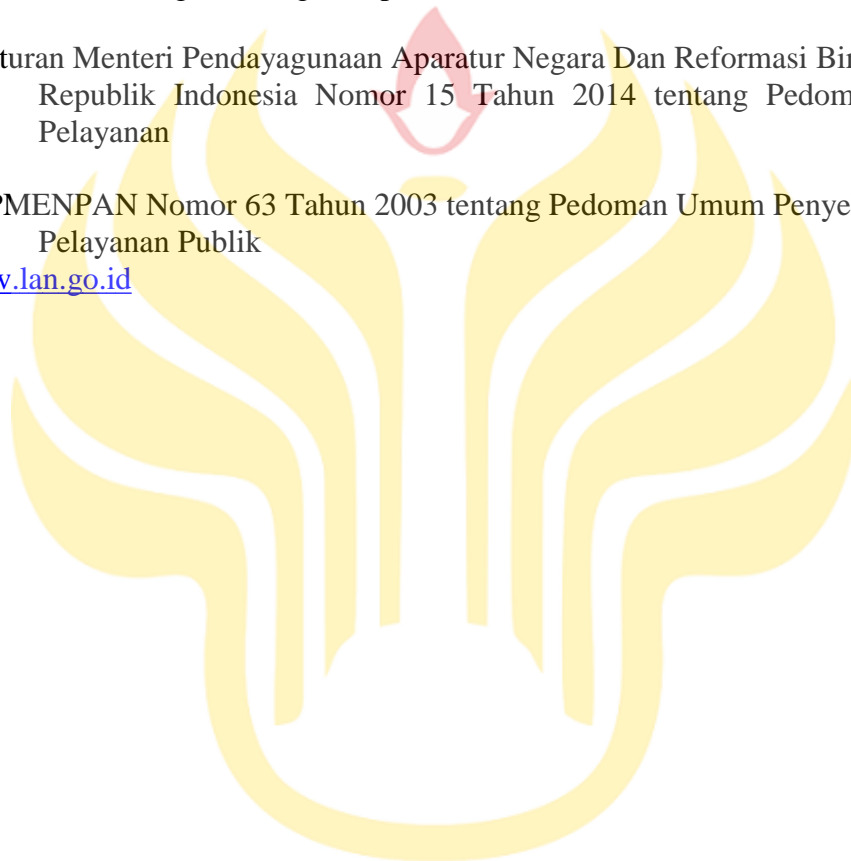 turan Menteri Pendayagunaan Aparatur Negara Dan Reformasi Bir
Republik Indonesia Nomor 15 Tahun 2014 tentang Pedom
Pelayanan
PMENPAN Nomor 63 Tahun 2003 tentang Pedoman Umum Penye
Pelayanan Publik
v.lan.go.id